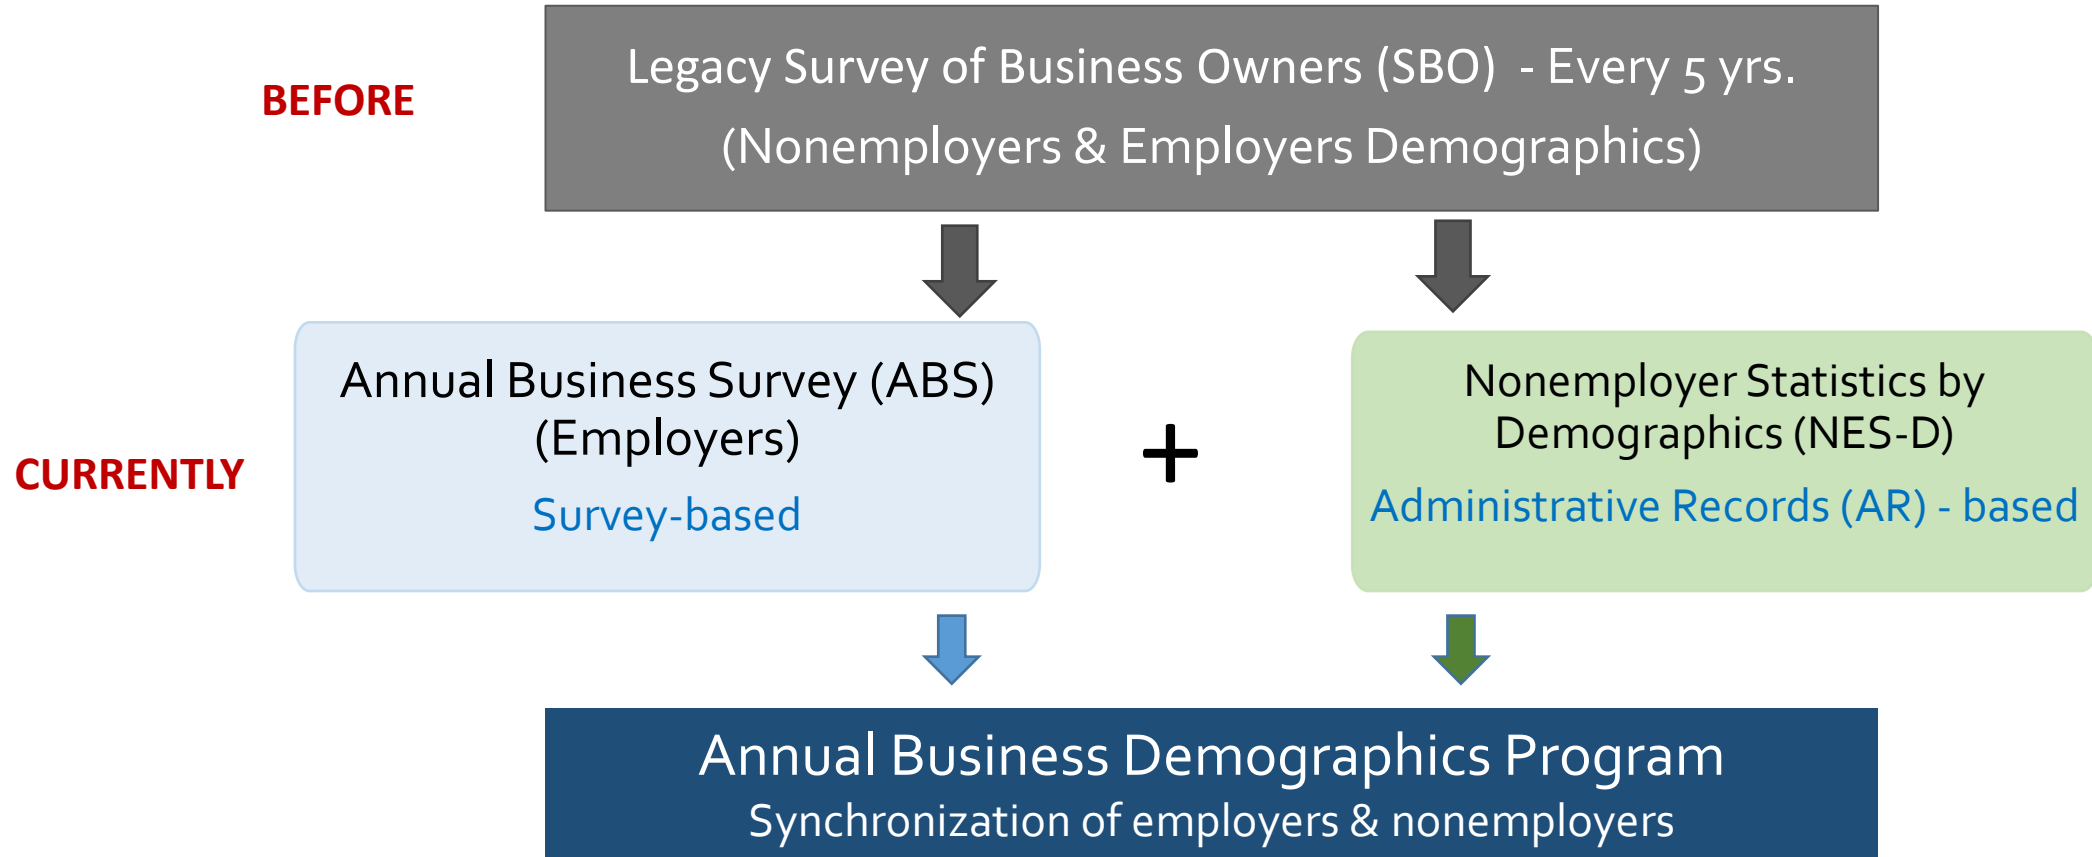 BEFORE
Legacy Survey of Business Owners (SBO)  - Every 5 yrs.
(Nonemployers & Employers Demographics)
CURRENTLY
Annual Business Survey (ABS)
(Employers)
Survey-based
+
Nonemployer Statistics by
Demographics (NES-D)
Administrative Records (AR) - based
Annual Business Demographics Program
Synchronization of employers & nonemployers